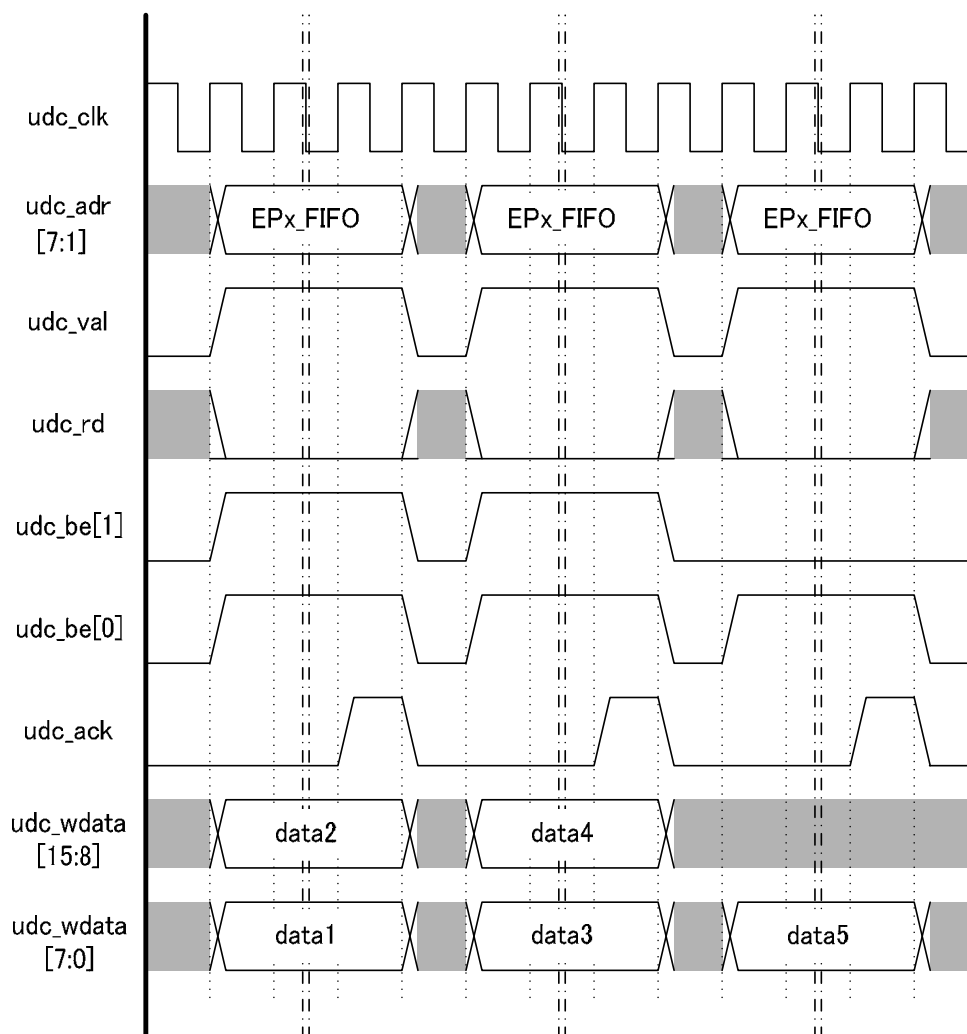 udc_clk
udc_adr
[7:1]
EPx_FIFO EPx_FIFO EPx_FIFO
udc_val
udc_rd
udc_be[1]
udc_be[0]
udc_ack
udc_wdata
[15:8]
data2 data4
udc_wdata
[7:0]
data1 data3 data5